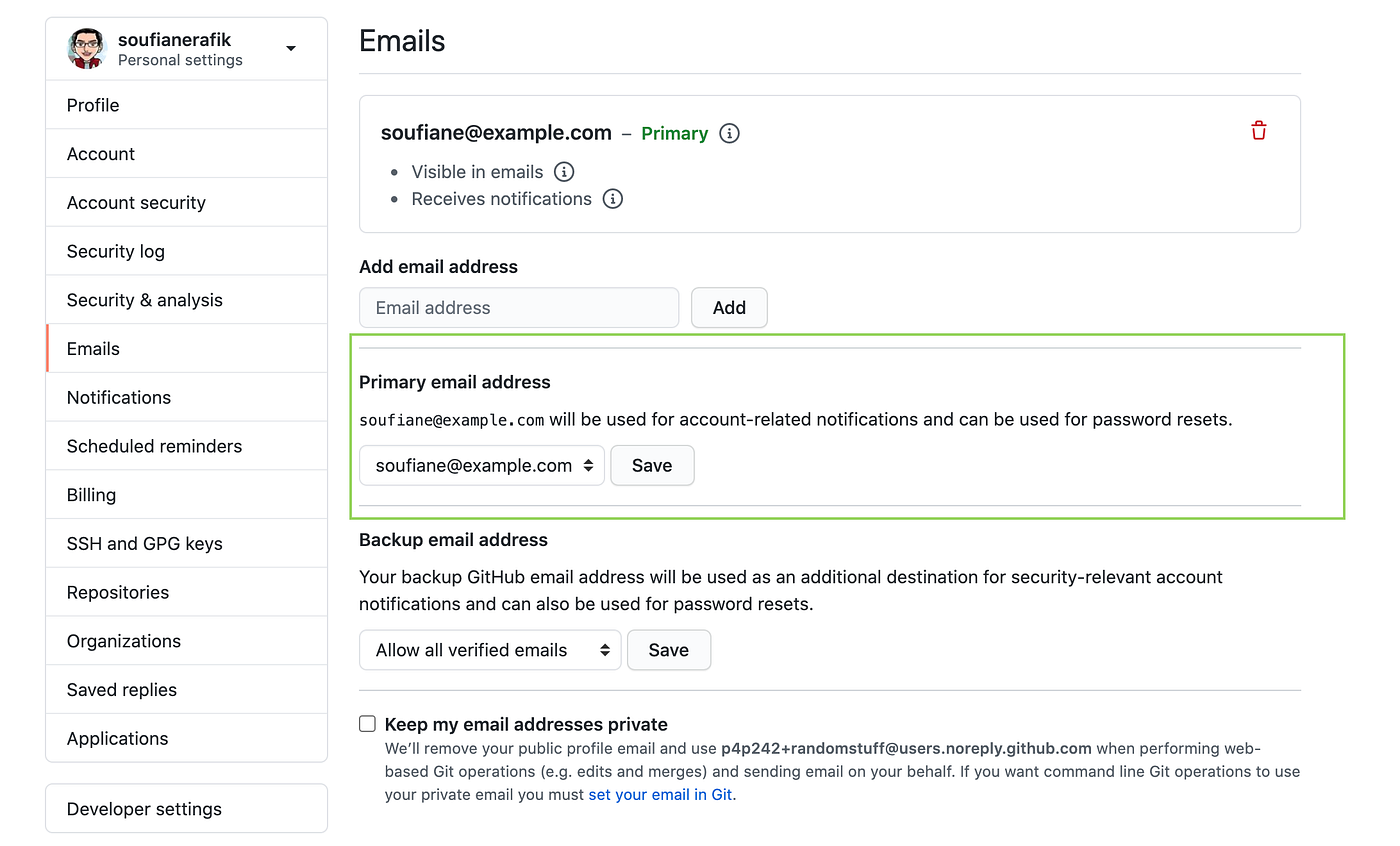 soufianerafik
Personal settings
Profile
Account
Account security
Security log
Security & analysis
Emails
Notifications
Scheduled reminders
Billing
SSH and GPG keys
Repositories
Organizations
Saved replies
Applications
Developer settings
Emails
soufiane@example.com – Primary
Visible in emails
Receives notifications
Add email address
Email address Add
Primary email address
soufiane@example.com will be used for account-related notifications and can be used for password resets.
soufiane@example.com Save
Backup email address
Your backup GitHub email address will be used as an additional destination for security-relevant account
notifications and can also be used for password resets.
Allow all verified emails Save
Keep my email addresses private
We’ll remove your public profile email and use p4p242+randomstuff@users.noreply.github.com when performing web-
based Git operations (e.g. edits and merges) and sending email on your behalf. If you want command line Git operations to use
your private email you must set your email in Git.